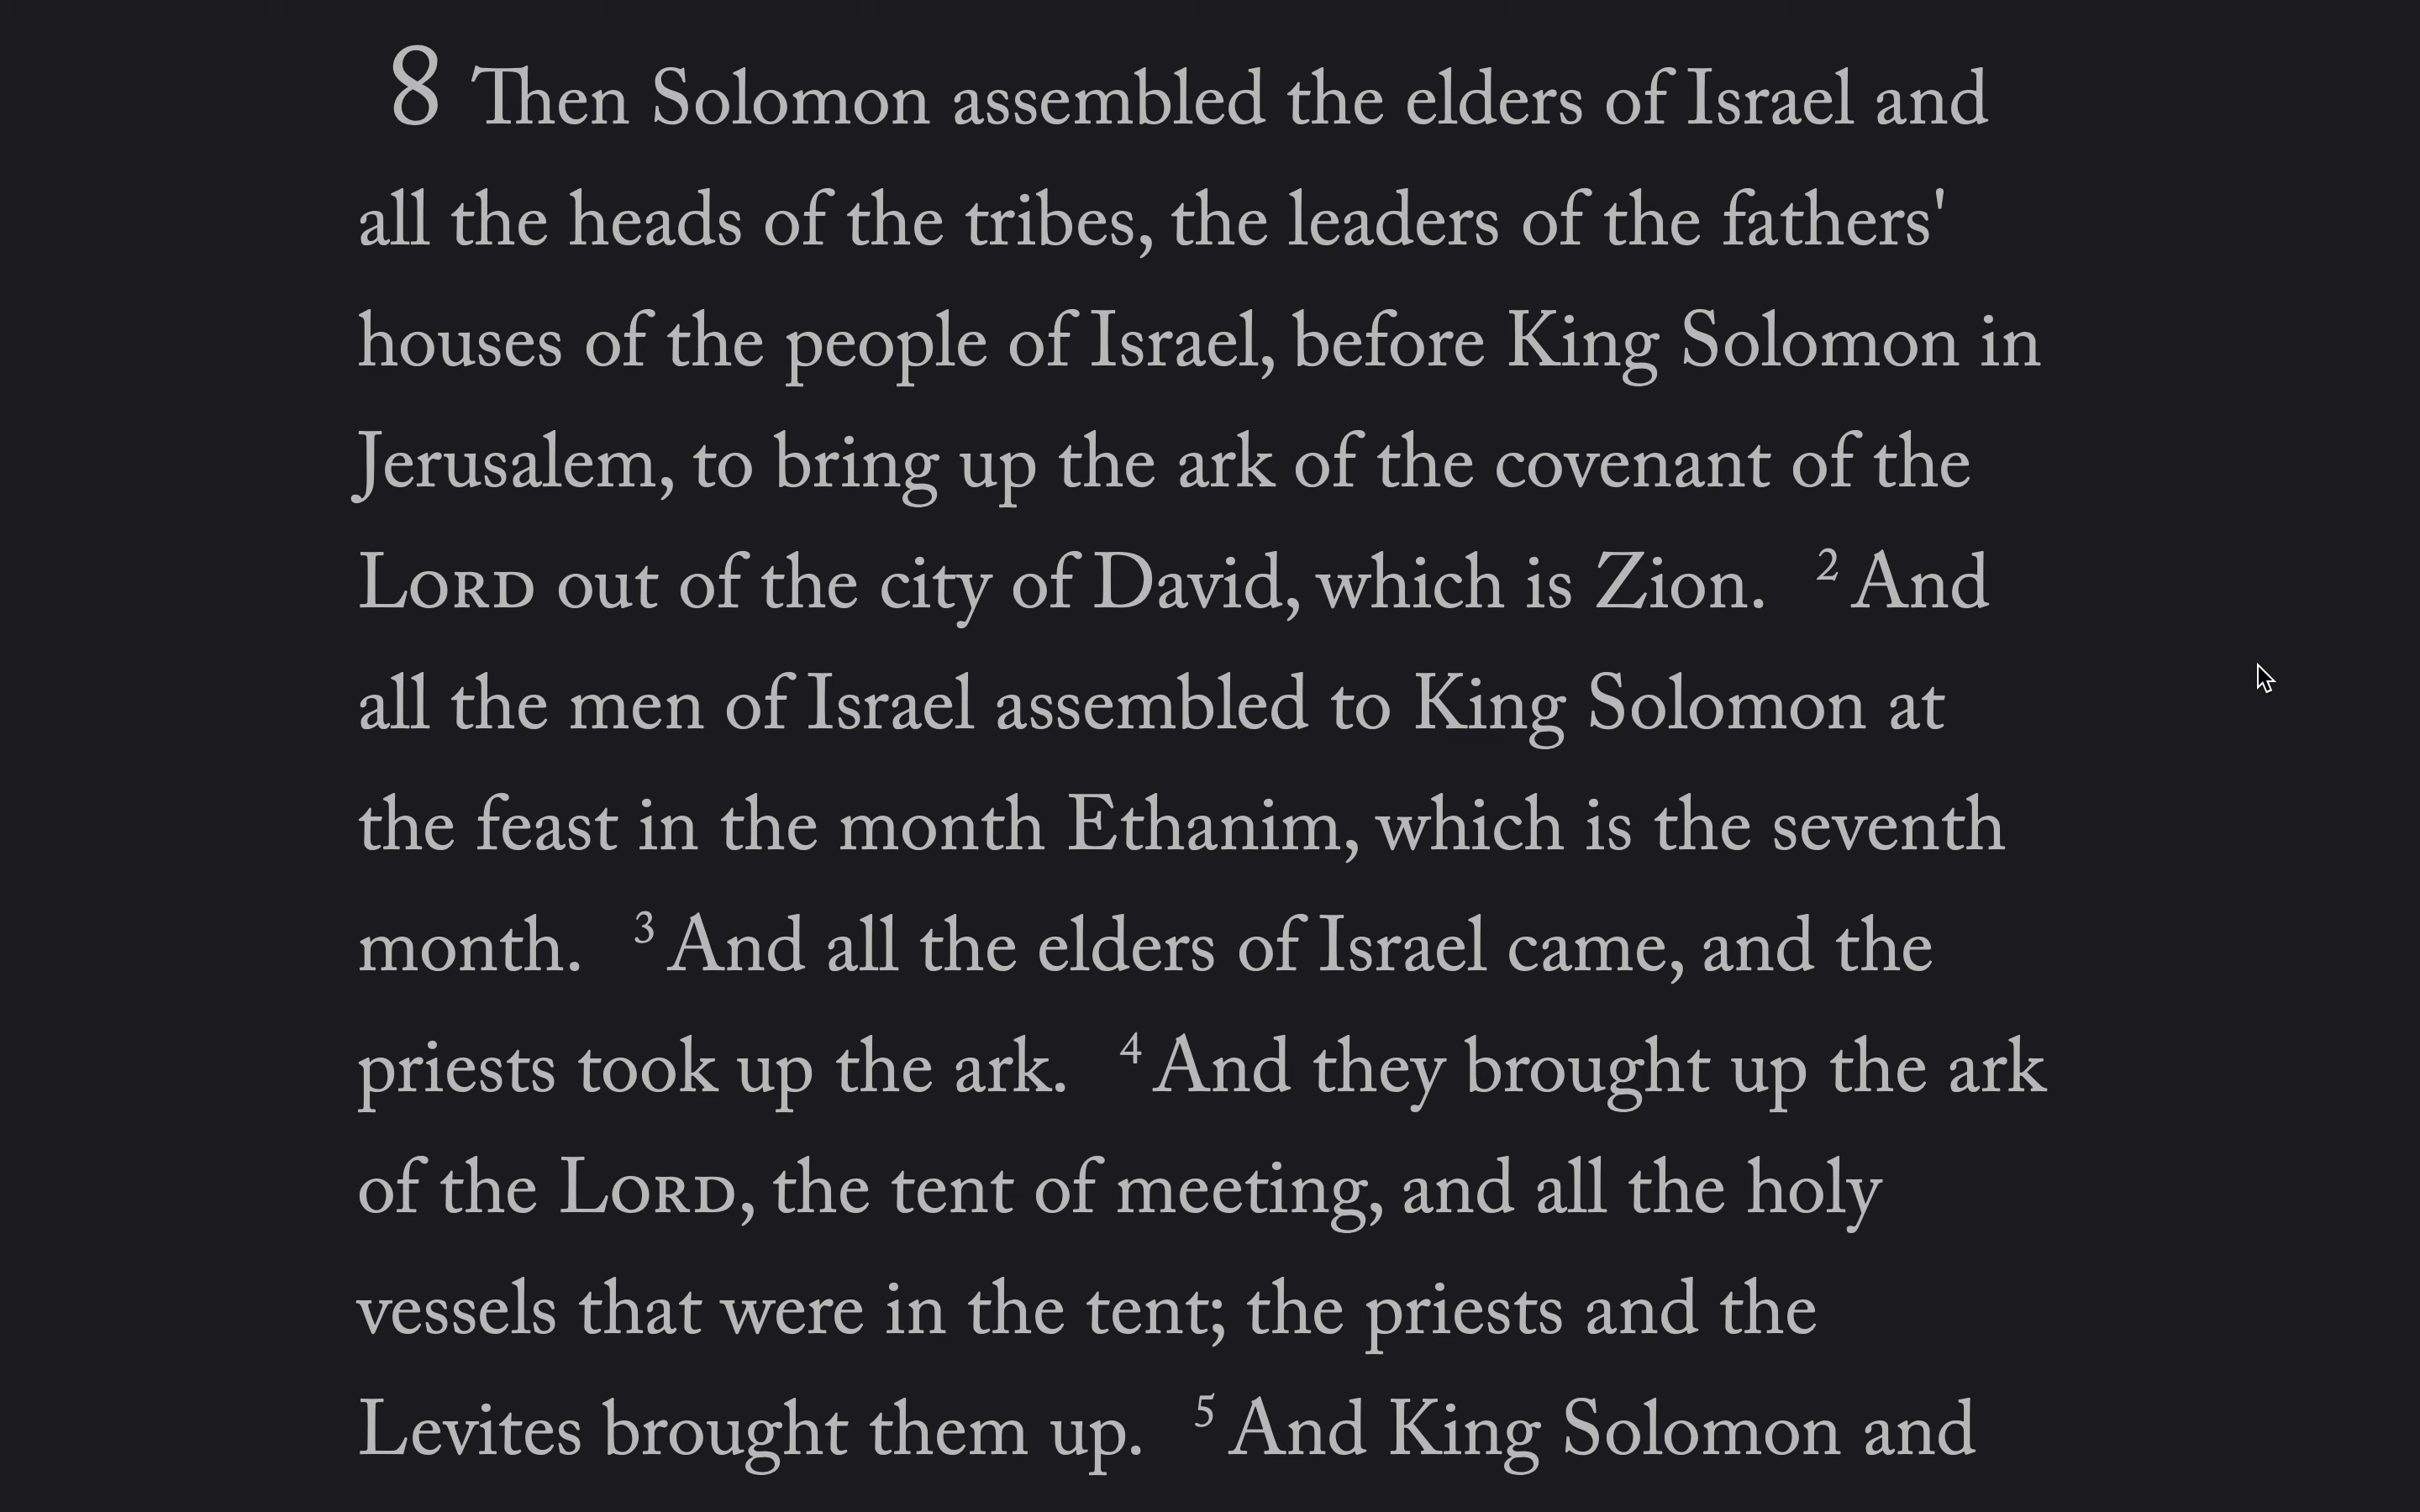 8 Then Solomon assembled the elders of Israel and
all the heads of the tribes, the leaders of the fathers'
houses of the people of Israel, before King Solomon in
Jerusalem, to bring up the ark of the covenant of the
LORD out of the city of David, which is Zion. 2 And
all the men of Israel assembled to King Solomon at
the feast in the month Ethanim, which is the seventh
month. 3 And all the elders of Israel came, and the
priests took up the ark. 4 And they brought up the ark
of the LORD, the tent of meeting, and all the holy
vessels that were in the tent; the priests and the
Levites brought them up. 5 And King Solomon and